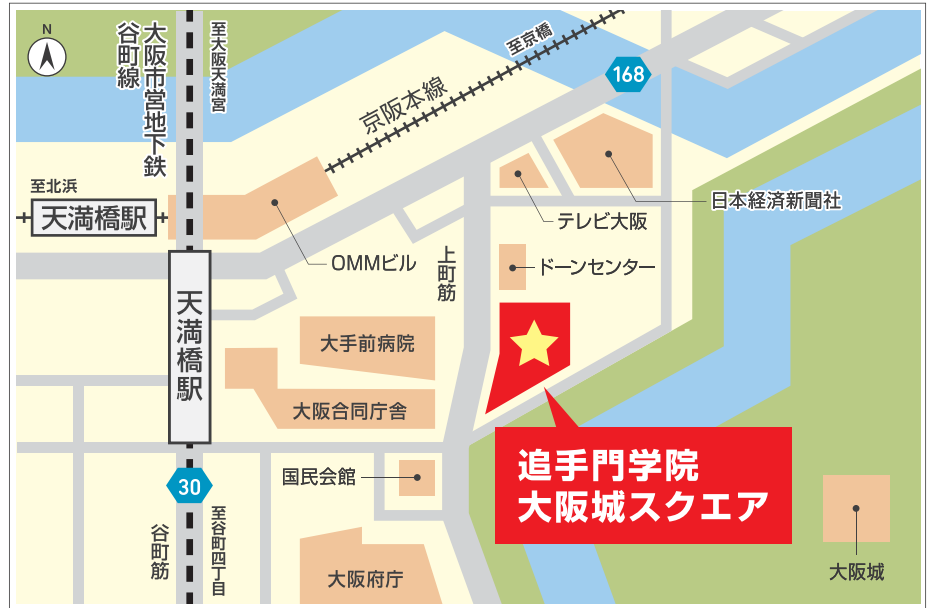 N
大阪市営地下鉄
谷町線
至大阪天満宮
至京橋
168
京阪本線
至北浜
天満橋駅
日本経済新聞社
テレビ大阪
OMMビル
上町筋
ドーンセンター
天満橋駅
大手前病院
大阪合同庁舎
追手門学院
大阪城スクエア
国民会館
30
谷町筋
至谷町四丁目
大阪府庁
大阪城